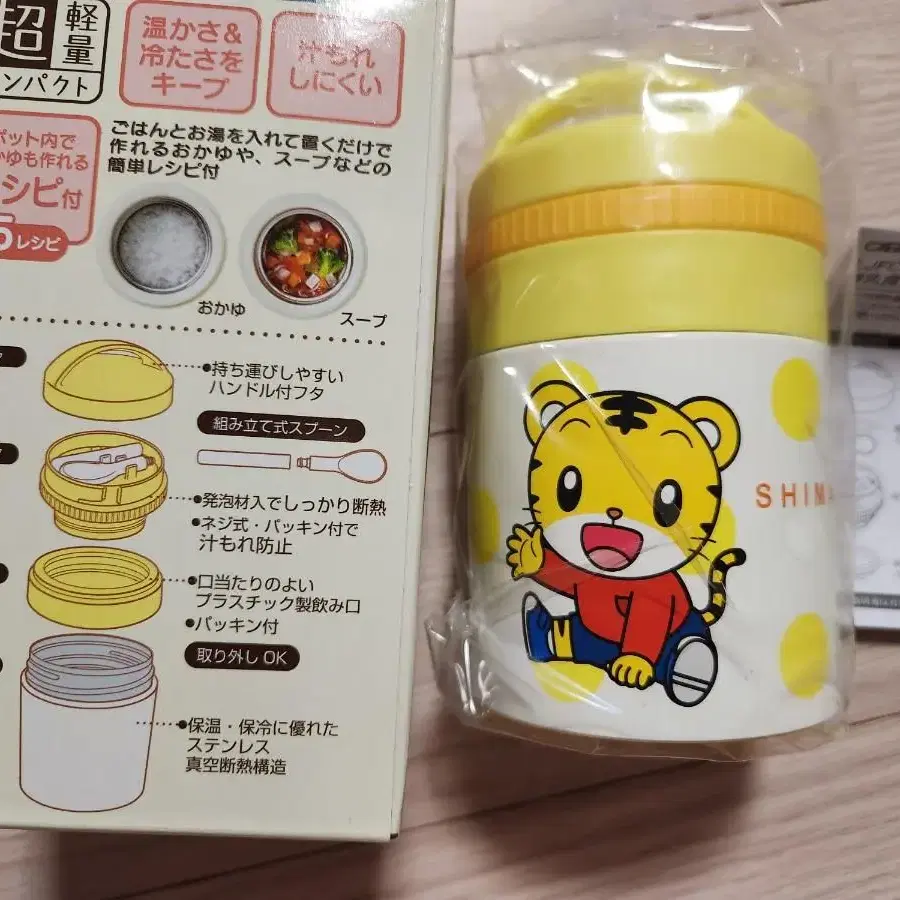 超
軽
量
ンパクト
温かさ&
冷たさを
キープ
汁もれ
しにくい
ポット内で
かゆも作れる
シピ付
5レシピ
ごはんとお湯を入れて置くだけで
作れるおかゆや、スープなどの
簡単レシピ付
おかゆ
スープ
•持ち運びしやすい
ハンドル付フタ
組み立て式スプーン
•発泡材入でしっかり断熱
•ネジ式・パッキン付で
汁もれ防止
•口当たりのよい
プラスチック製飲み口
•パッキン付
取り外しOK
•保温・保冷に優れた
ステンレス
真空断熱構造
SHIM